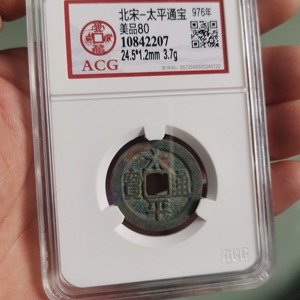 北宋-太平通宝 976年
美品80
10842207
24.5*1.2mm 3.7g
ACG
太
寶 通
平
ACG